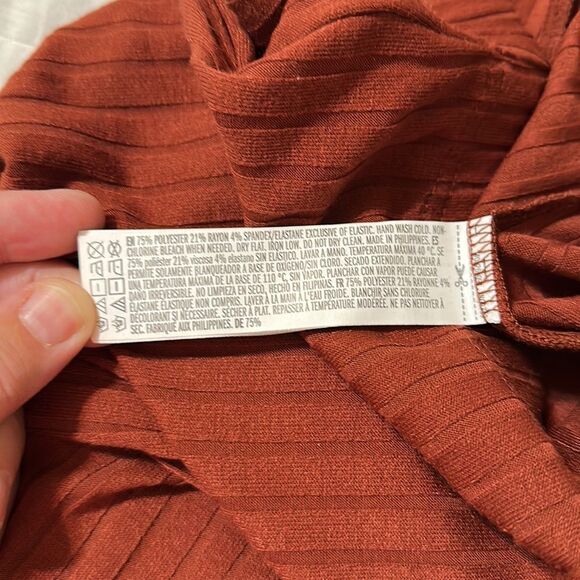 EN 75% POLYESTER 21% RAYON 4% SPANDEX/ELASTANE EXCLUSIVE OF ELASTIC. HAND WASH COLD. NON-
CHLORINE BLEACH WHEN NEEDED. DRY FLAT. IRON LOW. DO NOT DRY CLEAN. MADE IN PHILIPPINES. ES
75% poliéster 21% viscosa 4% elastano SIN ELÁSTICO. LAVAR A MANO. TEMPERATURA MÁXIMA 40 °C. SE
PERMITE SOLAMENTE BLANQUEADOR A BASE DE OXÍGENO/SIN CLORO. SECADO EXTENDIDO. PLANCHAR A
UNA TEMPERATURA MÁXIMA DE LA BASE DE 110 °C, SIN VAPOR. PLANCHAR CON VAPOR PUEDE CAUSAR
DAÑO IRREVERSIBLE. NO LIMPIEZA EN SECO. HECHO EN FILIPINAS. FR 75% POLYESTER 21% RAYONNE 4%
ÉLASTANE ÉLASTIQUE NON COMPRIS. LAVER À LA MAIN À L'EAU FROIDE. BLANCHIR SANS CHLORURE
DÉCOLORANT SI NÉCESSAIRE. SÉCHER À PLAT. REPASSER À TEMPÉRATURE MODÉRÉE. NE PAS NETTOYER À
SEC. FABRIQUÉ AUX PHILIPPINES. DE 75%